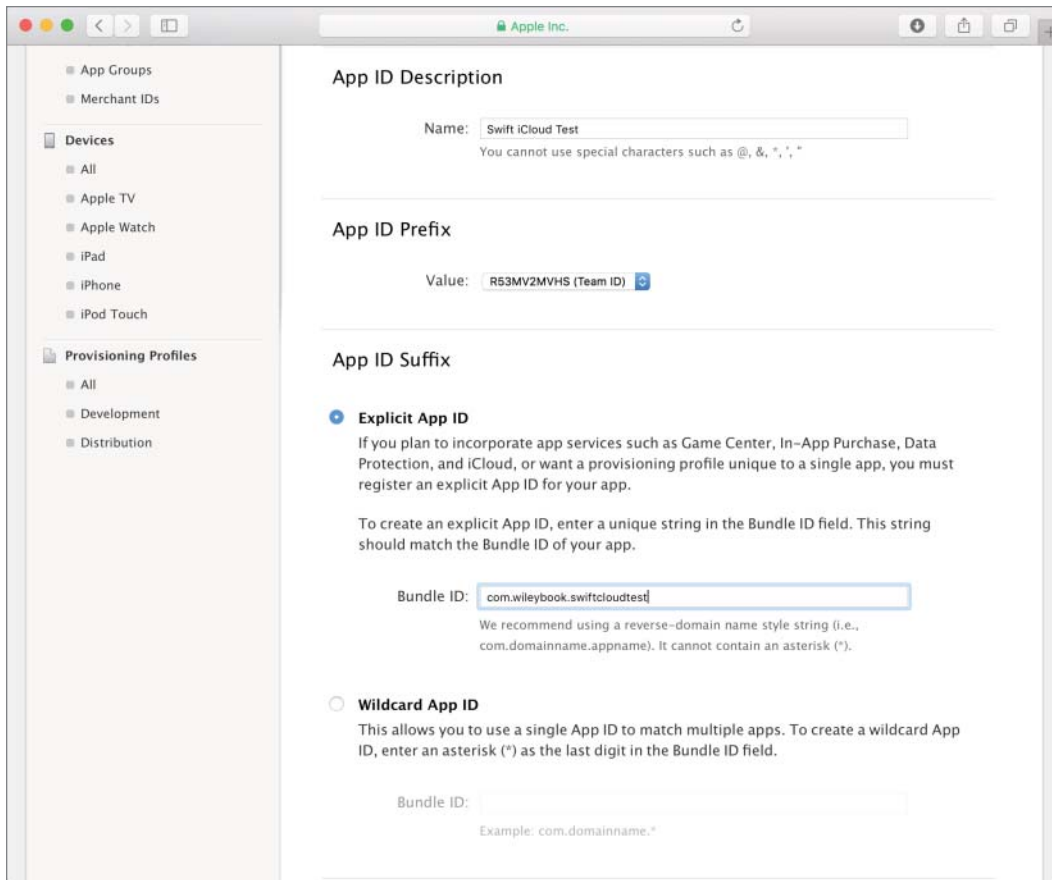 Apple Inc.
App Groups
Merchant IDs
Devices
All
Apple TV
Apple Watch
iPad
iPhone
iPod Touch
Provisioning Profiles
All
Development
Distribution
App ID Description
Name: Swift iCloud Test
You cannot use special characters such as @, &, *, ', "
App ID Prefix
Value: R53MV2MVHS (Team ID)
App ID Suffix
Explicit App ID
If you plan to incorporate app services such as Game Center, In-App Purchase, Data
Protection, and iCloud, or want a provisioning profile unique to a single app, you must
register an explicit App ID for your app.
To create an explicit App ID, enter a unique string in the Bundle ID field. This string
should match the Bundle ID of your app.
Bundle ID: com.wileybook.swiftcloudtest
We recommend using a reverse-domain name style string (i.e.,
com.domainname.appname). It cannot contain an asterisk (*).
Wildcard App ID
This allows you to use a single App ID to match multiple apps. To create a wildcard App
ID, enter an asterisk (*) as the last digit in the Bundle ID field.
Bundle ID:
Example: com.domainname.*